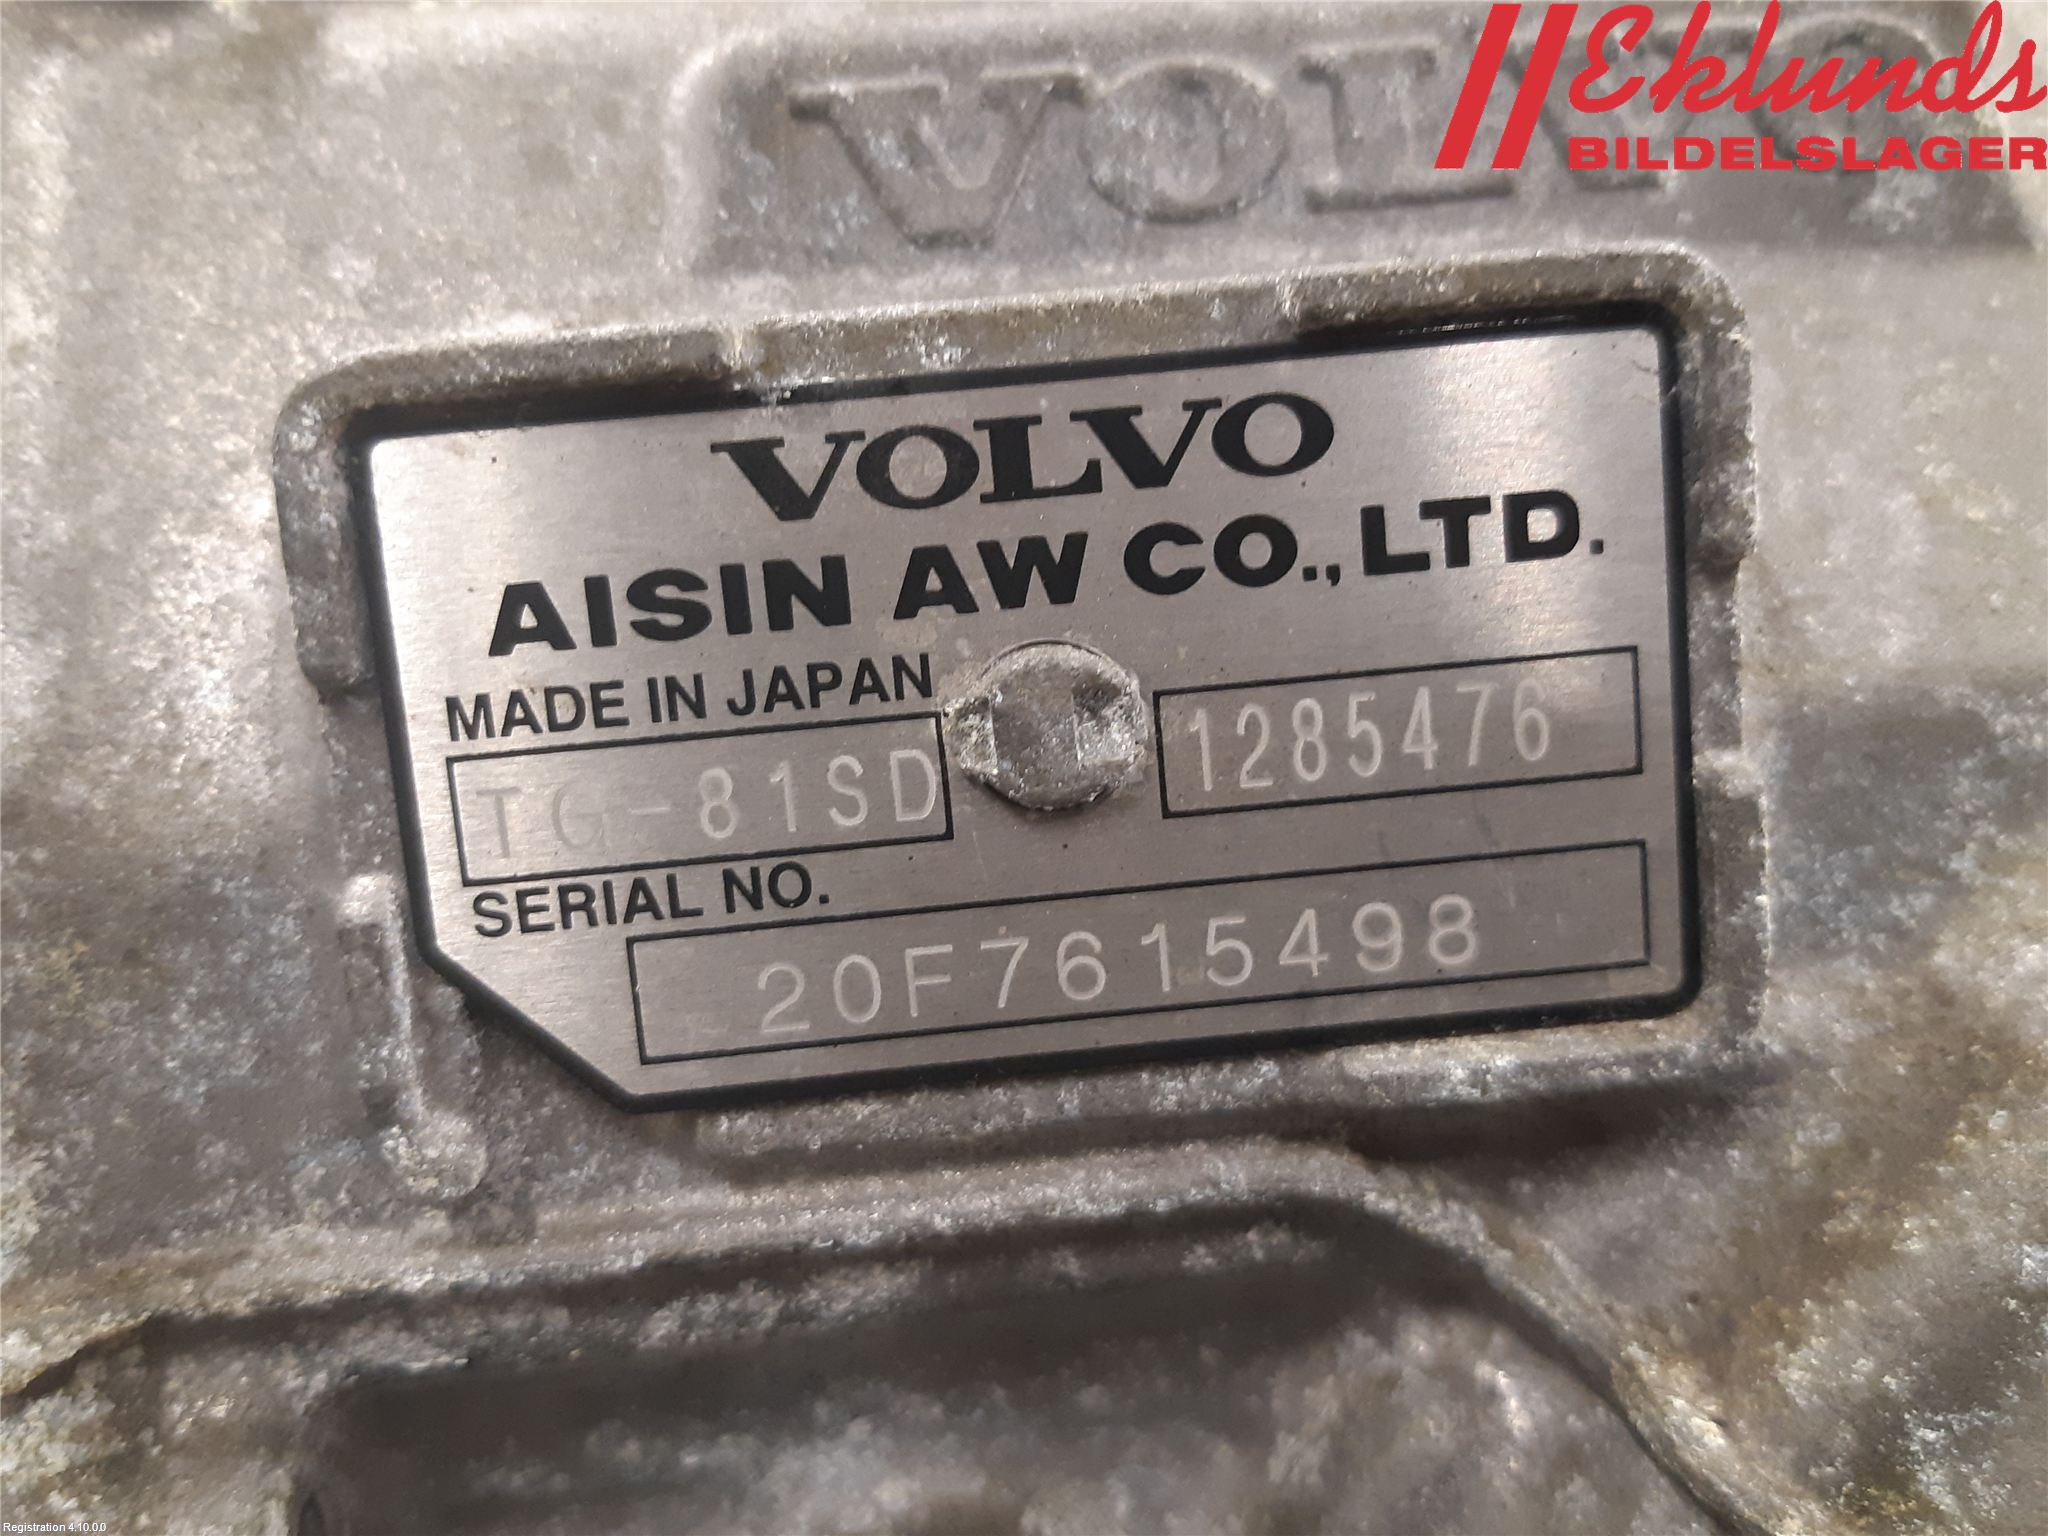 Eklunds
BILDELSLAGER
VOLVO
VOLVO
AISIN AW CO., LTD.
MADE IN JAPAN
TG-81SD
1285476
SERIAL NO.
20F7615498
Registration 4.10.0.0